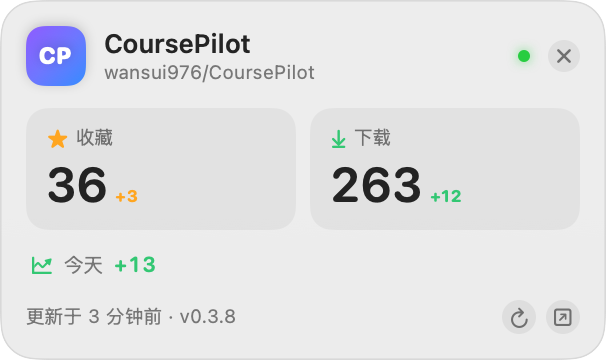 CP
CoursePilot
wansui976/CoursePilot
收藏
36 +3
下载
263 +12
今天 +13
更新于 3 分钟前 · v0.3.8